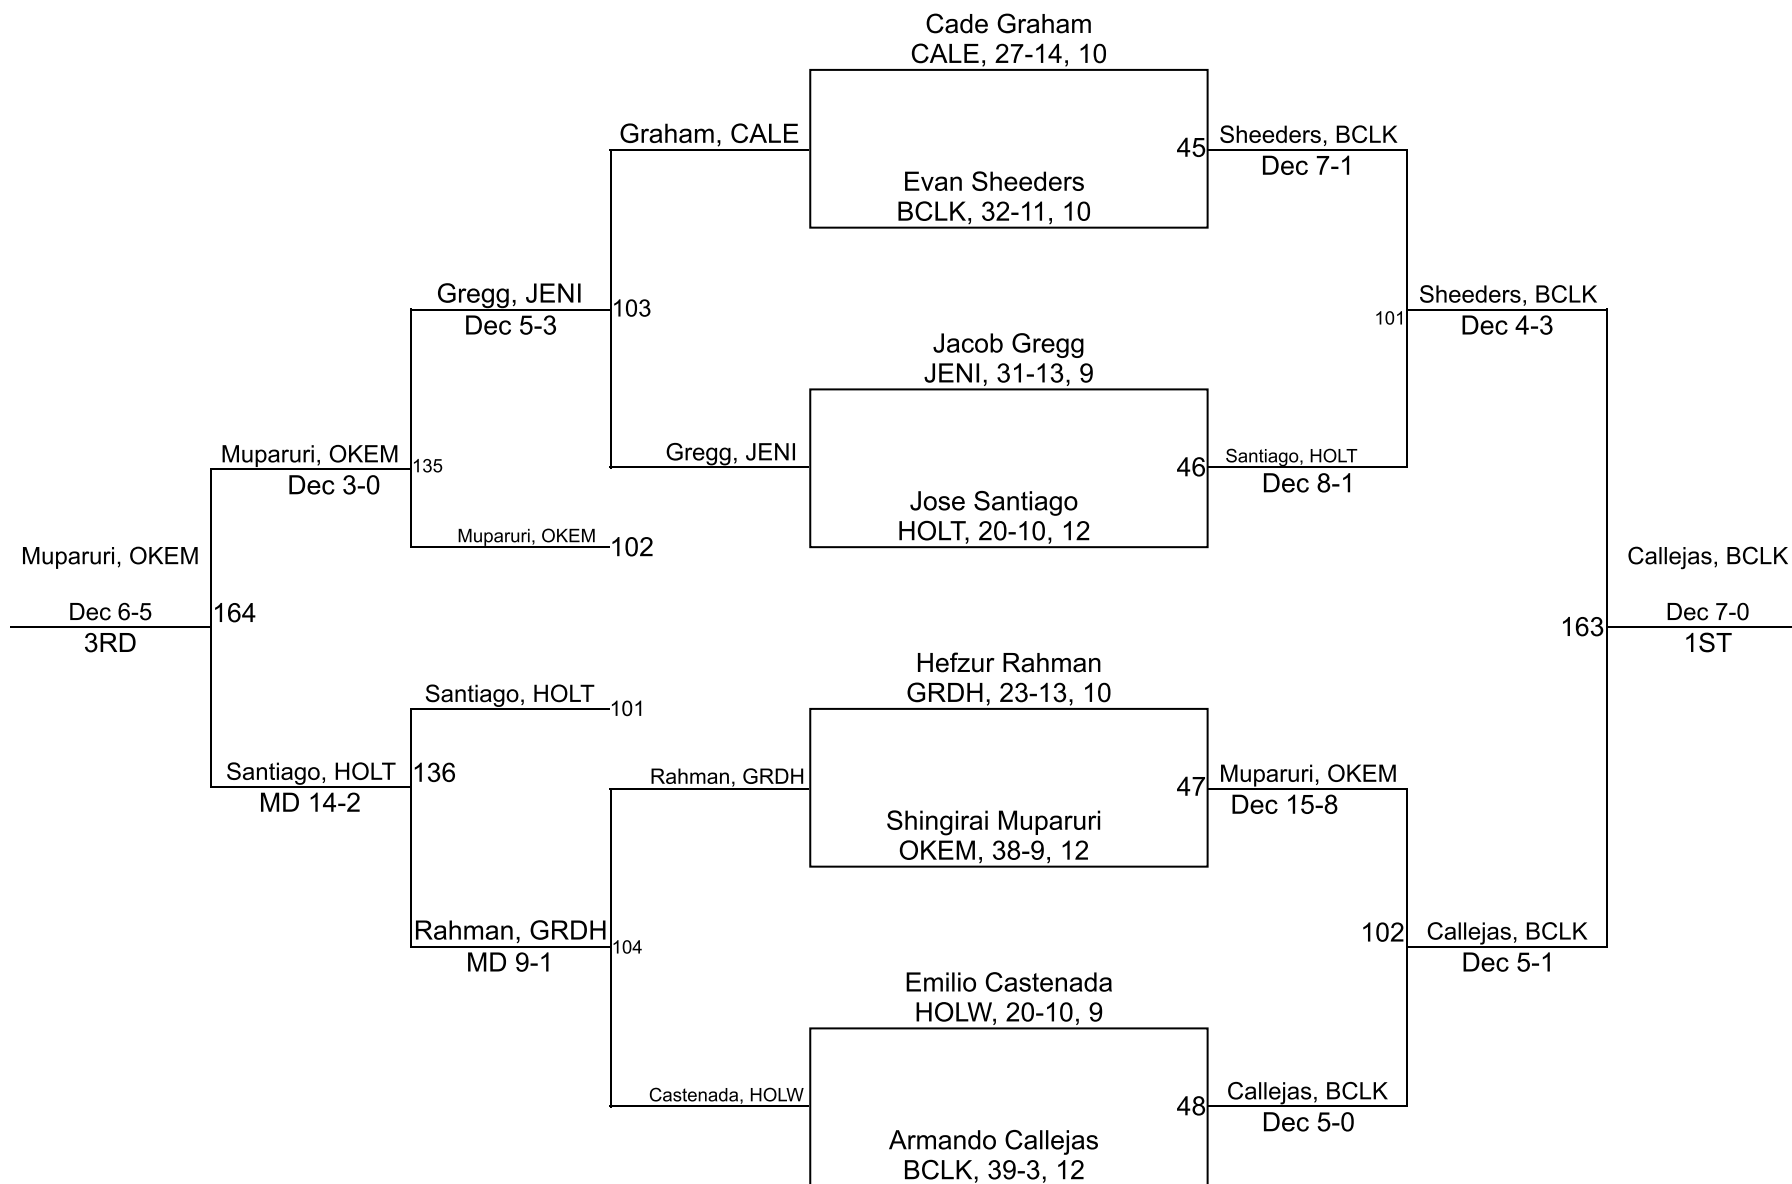 Cade Graham
CALE, 27-14, 10
Graham, CALE
45
Sheeders, BCLK
Dec 7-1
Evan Sheeders
BCLK, 32-11, 10
Gregg, JENI
Dec 5-3
103
101
Sheeders, BCLK
Dec 4-3
Jacob Gregg
JENI, 31-13, 9
Muparuri, OKEM
Dec 3-0
135
Gregg, JENI
46
Santiago, HOLT
Dec 8-1
Jose Santiago
HOLT, 20-10, 12
Muparuri, OKEM
102
Muparuri, OKEM
Dec 6-5
3RD
164
Callejas, BCLK
Dec 7-0
1ST
163
Hefzur Rahman
GRDH, 23-13, 10
Santiago, HOLT
101
Santiago, HOLT
MD 14-2
136
Rahman, GRDH
47
Muparuri, OKEM
Dec 15-8
Shingirai Muparuri
OKEM, 38-9, 12
Rahman, GRDH
MD 9-1
104
102
Callejas, BCLK
Dec 5-1
Emilio Castenada
HOLW, 20-10, 9
Castenada, HOLW
48
Callejas, BCLK
Dec 5-0
Armando Callejas
BCLK, 39-3, 12